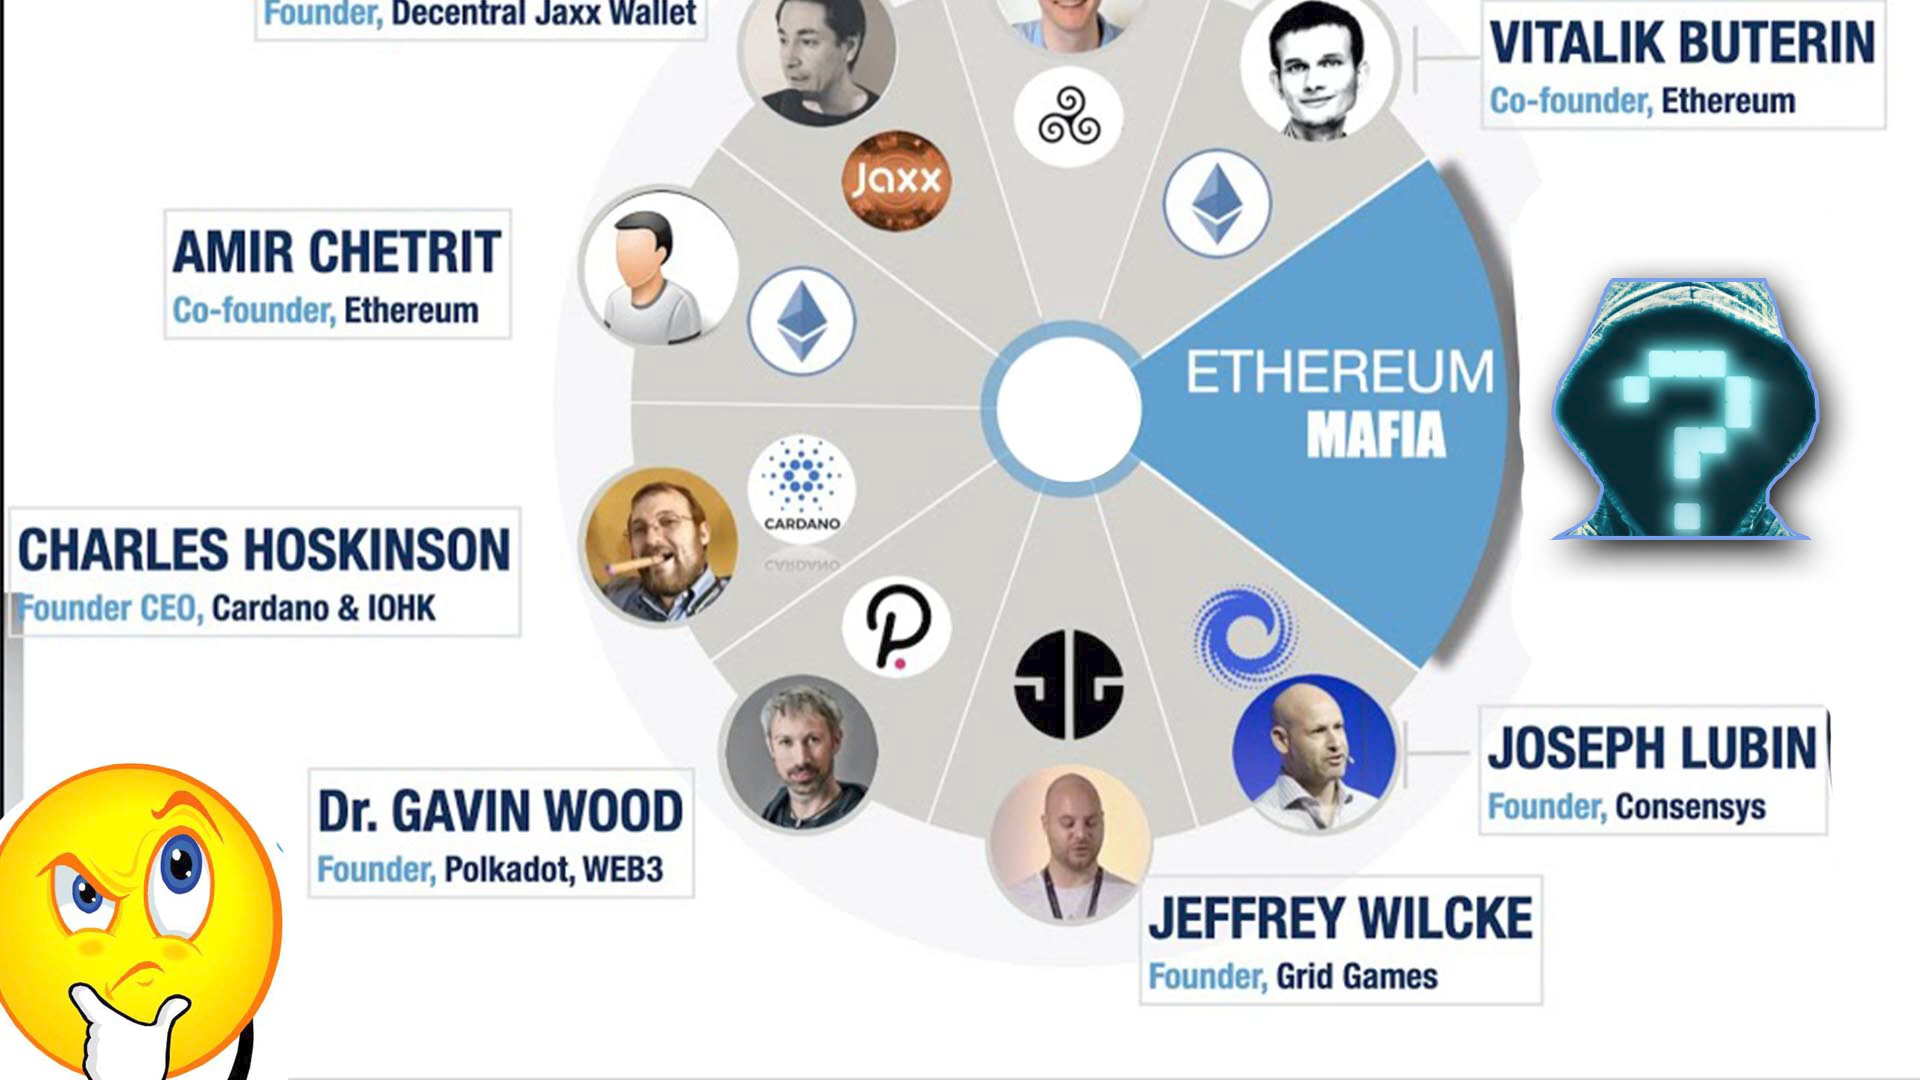 Founder, Decentral Jaxx Wallet
VITALIK BUTERIN
Co-founder, Ethereum
Jaxx
AMIR CHETRIT
Co-founder, Ethereum
ETHEREUM
MAFIA
?
CARDANO
CARDANO
CHARLES HOSKINSON
Founder CEO, Cardano & IOHK
JOSEPH LUBIN
Founder, Consensys
Dr. GAVIN WOOD
Founder, Polkadot, WEB3
JEFFREY WILCKE
Founder, Grid Games